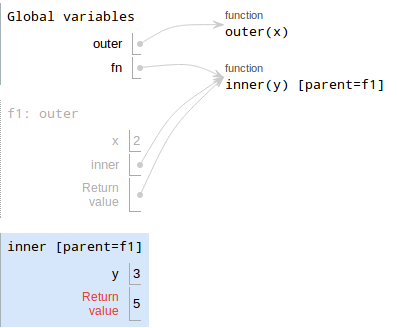 Global variables
outer
fn
function
outer(x)
function
inner(y) [parent=f1]
f1: outer
x 2
inner
Return
value
inner [parent=f1]
y 3
Return
value 5